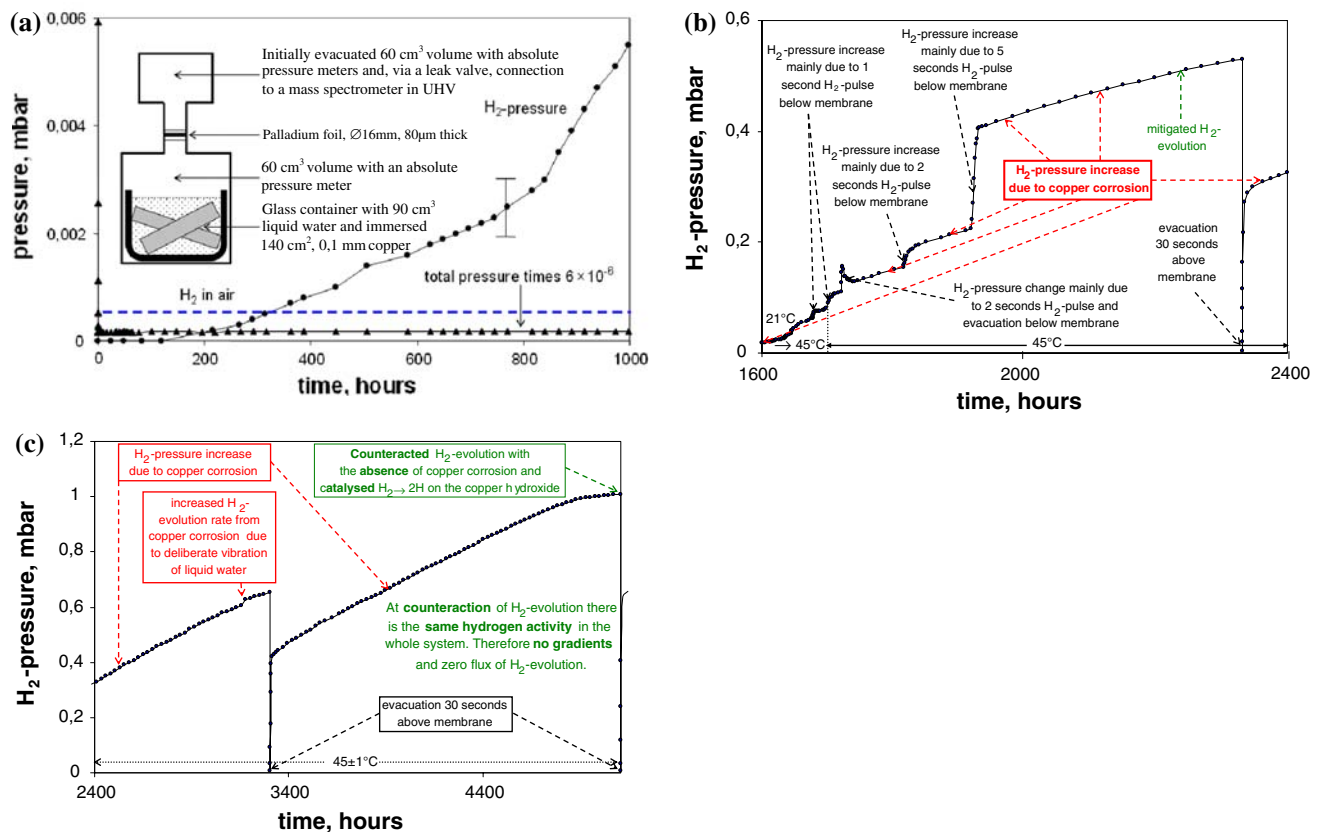 (a)
0,006
0,004
0,002
0
pressure, mbar
Initially evacuated 60 cm³ volume with absolute
pressure meters and, via a leak valve, connection
to a mass spectrometer in UHV
H₂-pressure
Palladium foil, Ø16mm, 80μm thick
60 cm³ volume with an absolute
pressure meter
Glass container with 90 cm³
liquid water and immersed
140 cm², 0,1 mm copper
total pressure times 6 × 10⁻⁶
H₂ in air
0 200 400 600 800 1000
time, hours
(b)
0,6
0,4
0,2
0
H₂-pressure, mbar
H₂-pressure increase
mainly due to 1
second H₂-pulse
below membrane
H₂-pressure increase
mainly due to 5
seconds H₂-pulse
below membrane
H₂-pressure increase
mainly due to 2
seconds H₂-pulse
below membrane
mitigated H₂-
evolution
H₂-pressure increase
due to copper corrosion
evacuation
30 seconds
above
membrane
H₂-pressure change mainly due
to 2 seconds H₂-pulse and
evacuation below membrane
21°C
45°C
45°C
1600 2000 2400
time, hours
(c)
1,2
1
0,8
0,6
0,4
0,2
0
H₂-pressure, mbar
H₂-pressure increase
due to copper corrosion
increased H₂-
evolution rate from
copper corrosion due
to deliberate vibration
of liquid water
Counteracted H₂-evolution with
the absence of copper corrosion and
catalysed H₂→ 2H on the copper hydroxide
At counteraction of H₂-evolution there
is the same hydrogen activity in the
whole system. Therefore no gradients
and zero flux of H₂-evolution.
evacuation 30 seconds
above membrane
45±1°C
2400 3400 4400
time, hours